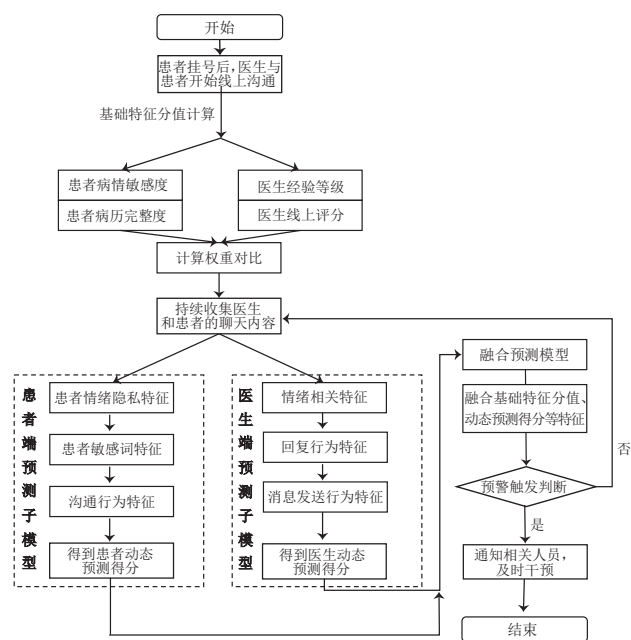 开始
患者挂号后，医生与
患者开始线上沟通
基础特征分值计算
患者病情敏感度
患者病历完整度
医生经验等级
医生线上评分
计算权重对比
持续收集医生
和患者的聊天内容
患者端预测子模型
患者情绪隐私特征
患者敏感词特征
沟通行为特征
得到患者动态
预测得分
医生端预测子模型
情绪相关特征
回复行为特征
消息发送行为特征
得到医生动态
预测得分
融合预测模型
融合基础特征分值、
动态预测得分等特征
预警触发判断
否
是
通知相关人员，
及时干预
结束